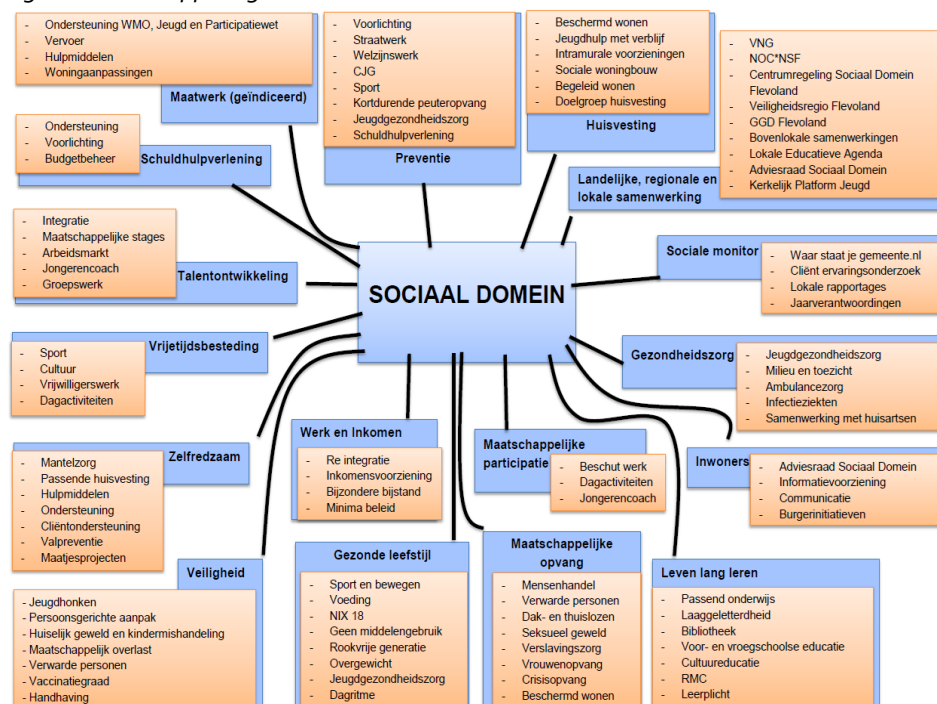 - Ondersteuning WMO, Jeugd en Participatiewet
- Vervoer
- Hulpmiddelen
- Woningaanpassingen
Maatwerk (geïndiceerd)
- Voorlichting
- Straatwerk
- Welzijnswerk
- CJG
- Sport
- Kortdurende peuteropvang
- Jeugdgezondheidszorg
- Schuldhulpverlening
Preventie
- Beschermd wonen
- Jeugdhulp met verblijf
- Intramurale voorzieningen
- Sociale woningbouw
- Begeleid wonen
- Doelgroep huisvesting
Huisvesting
- VNG
- NOC*NSF
- Centrumregeling Sociaal Domein
Flevoland
- Veiligheidsregio Flevoland
- GGD Flevoland
- Bovenlokale samenwerkingen
- Lokale Educatieve Agenda
- Adviesraad Sociaal Domein
- Kerkelijk Platform Jeugd
Landelijke, regionale en
lokale samenwerking
- Ondersteuning
- Voorlichting
- Budgetbeheer
Schuldhulpverlening
- Integratie
- Maatschappelijke stages
- Arbeidsmarkt
- Jongerencoach
- Groepswerk
Talentontwikkeling
SOCIAAL DOMEIN
Sociale monitor
- Waar staat je gemeente.nl
- Cliënt ervaringsonderzoek
- Lokale rapportages
- Jaarverantwoordingen
Vrijetijdsbesteding
- Sport
- Cultuur
- Vrijwilligerswerk
- Dagactiviteiten
Gezondheidszorg
- Jeugdgezondheidszorg
- Milieu en toezicht
- Ambulancezorg
- Infectieziekten
- Samenwerking met huisartsen
Zelfredzaam
- Mantelzorg
- Passende huisvesting
- Hulpmiddelen
- Ondersteuning
- Cliëntondersteuning
- Valpreventie
- Maatjesprojecten
Werk en Inkomen
- Re integratie
- Inkomensvoorziening
- Bijzondere bijstand
- Minima beleid
Maatschappelijke
participatie
- Beschut werk
- Dagactiviteiten
- Jongerencoach
Inwoners
- Adviesraad Sociaal Domein
- Informatievoorziening
- Communicatie
- Burgerinitiatieven
Veiligheid
- Jeugdhonken
- Persoonsgerichte aanpak
- Huiselijk geweld en kindermishandeling
- Maatschappelijk overlast
- Verwarde personen
- Vaccinatiegraad
- Handhaving
Gezonde leefstijl
- Sport en bewegen
- Voeding
- NIX 18
- Geen middelengebruik
- Rookvrije generatie
- Overgewicht
- Jeugdgezondheidszorg
- Dagritme
Maatschappelijke
opvang
- Mensenhandel
- Verwarde personen
- Dak- en thuislozen
- Seksueel geweld
- Verslavingszorg
- Vrouwenopvang
- Crisisopvang
- Beschermd wonen
Leven lang leren
- Passend onderwijs
- Laaggeletterdheid
- Bibliotheek
- Voor- en vroegschoolse educatie
- Cultuureducatie
- RMC
- Leerplicht